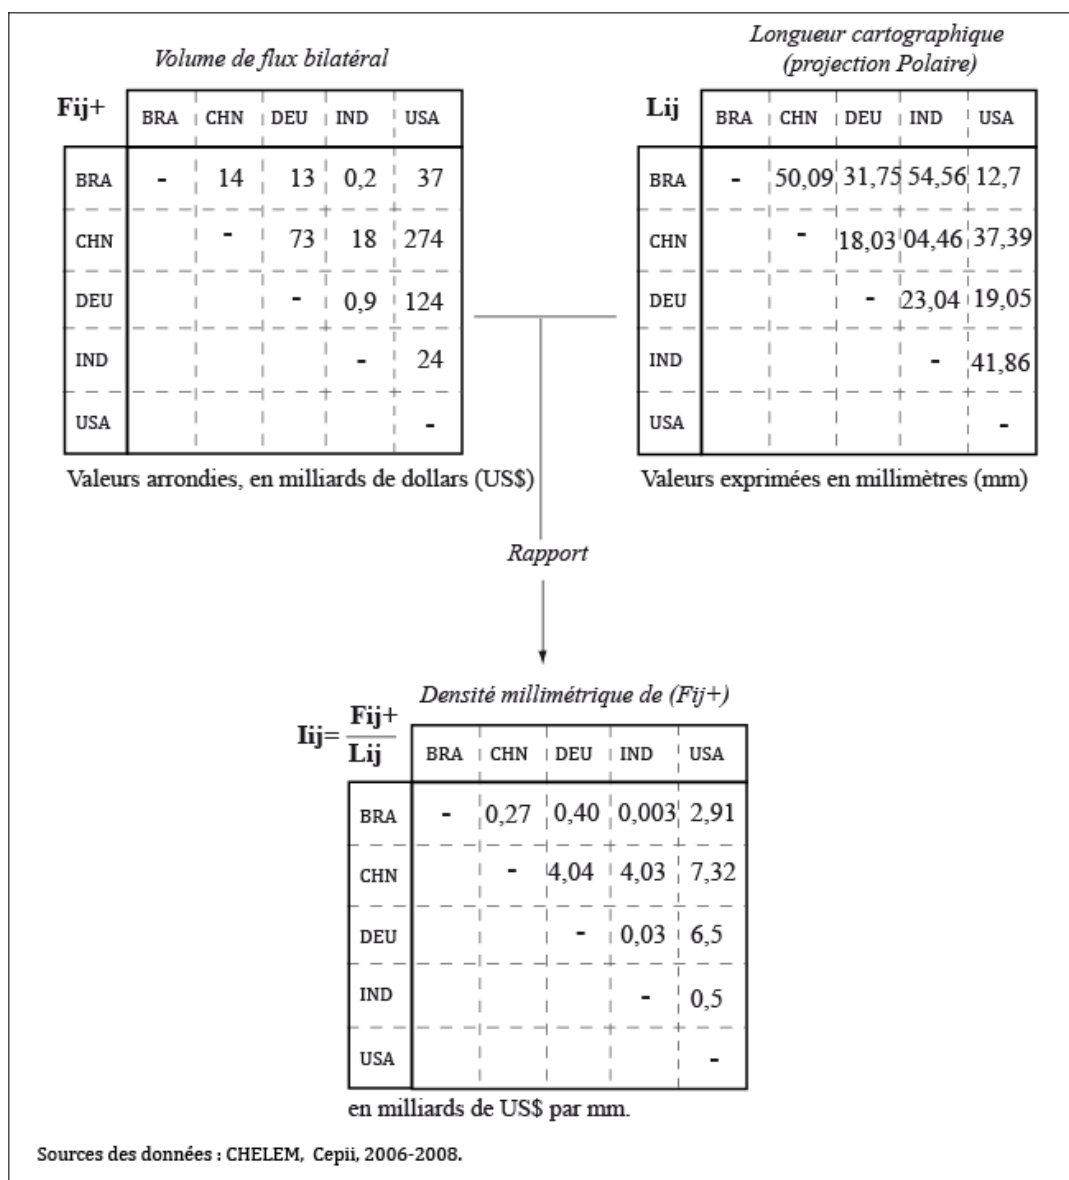 Volume de flux bilatéral
Fij+ BRA CHN DEU IND USA
BRA - 14 13 0,2 37
CHN - 73 18 274
DEU - 0,9 124
IND - 24
USA -
Valeurs arrondies, en milliards de dollars (US$)
Longueur cartographique
(projection Polaire)
Lij BRA CHN DEU IND USA
BRA - 50,09 31,75 54,56 12,7
CHN - 18,03 04,46 37,39
DEU - 23,04 19,05
IND - 41,86
USA -
Valeurs exprimées en millimètres (mm)
Rapport
Densité millimétrique de (Fij+)
Iij= Fij+
Lij
BRA CHN DEU IND USA
BRA - 0,27 0,40 0,003 2,91
CHN - 4,04 4,03 7,32
DEU - 0,03 6,5
IND - 0,5
USA -
en milliards de US$ par mm.
Sources des données : CHELEM, Cepii, 2006-2008.